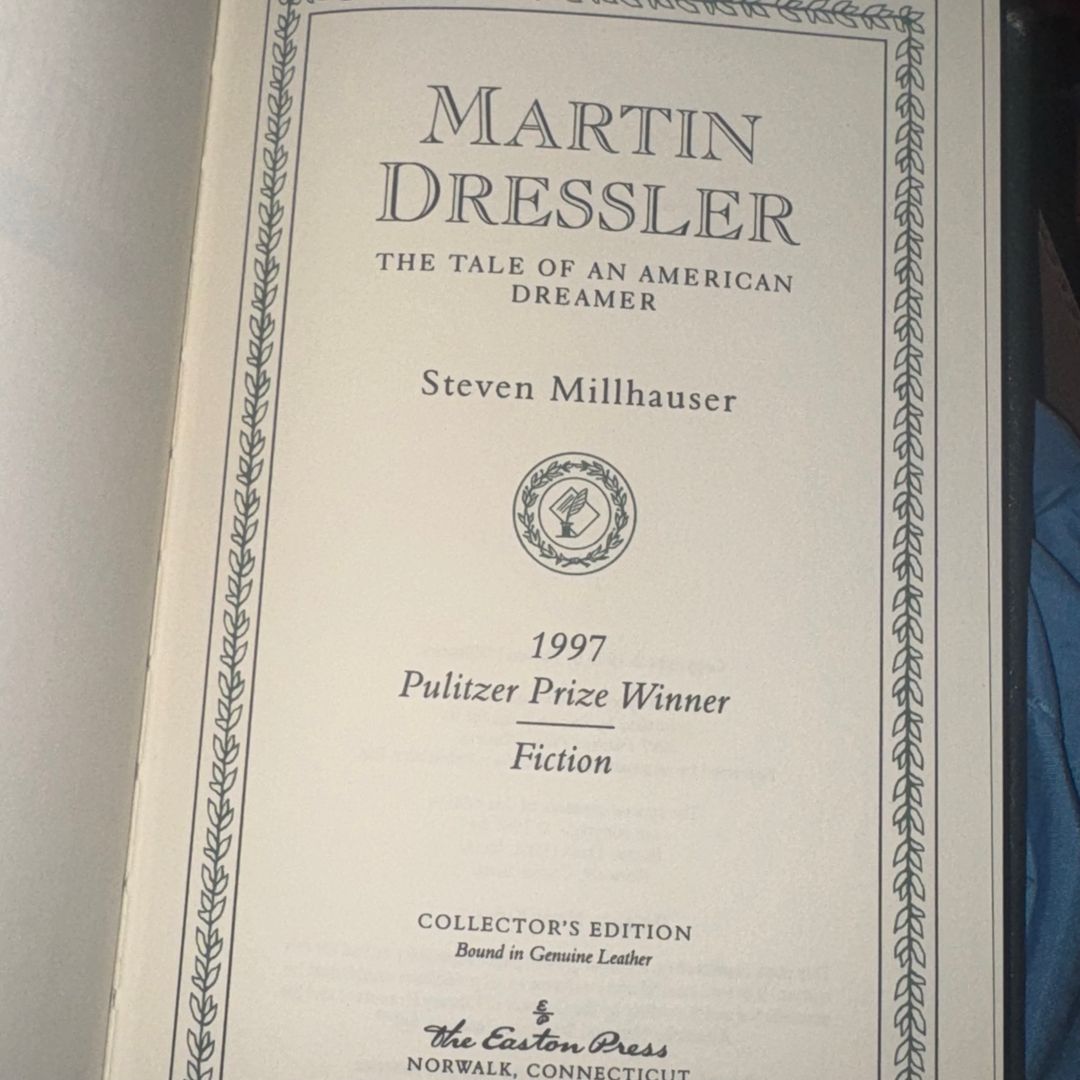 MARTIN
DRESSLER
THE TALE OF AN AMERICAN
DREAMER
Steven Millhauser
1997
Pulitzer Prize Winner
Fiction
COLLECTOR'S EDITION
Bound in Genuine Leather
The Easton Press
NORWALK, CONNECTICUT